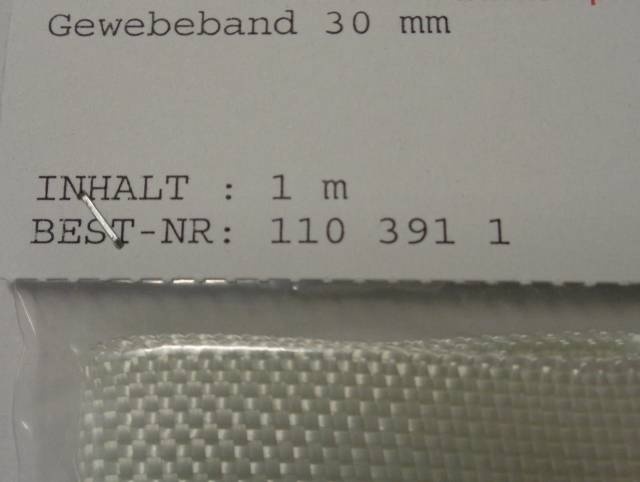 Gewebeband 30 mm
INHALT : 1 m
BEST-NR: 110 391 1